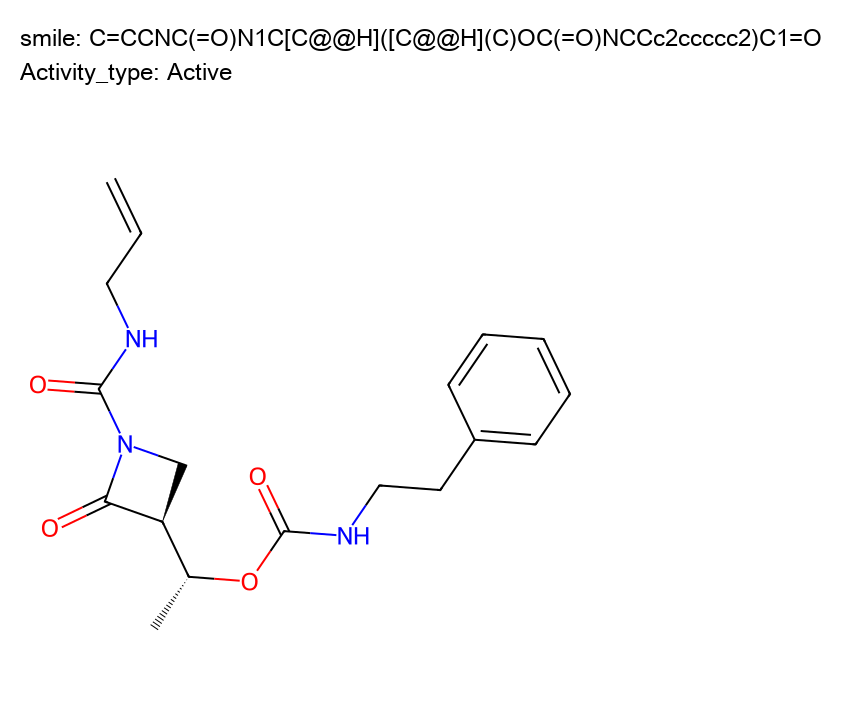 smile: C=CCNC(=O)N1C[C@@H]([C@@H](C)OC(=O)NCCc2ccccc2)C1=O
Activity_type: Active
NH
O
N
O
O
NH
O